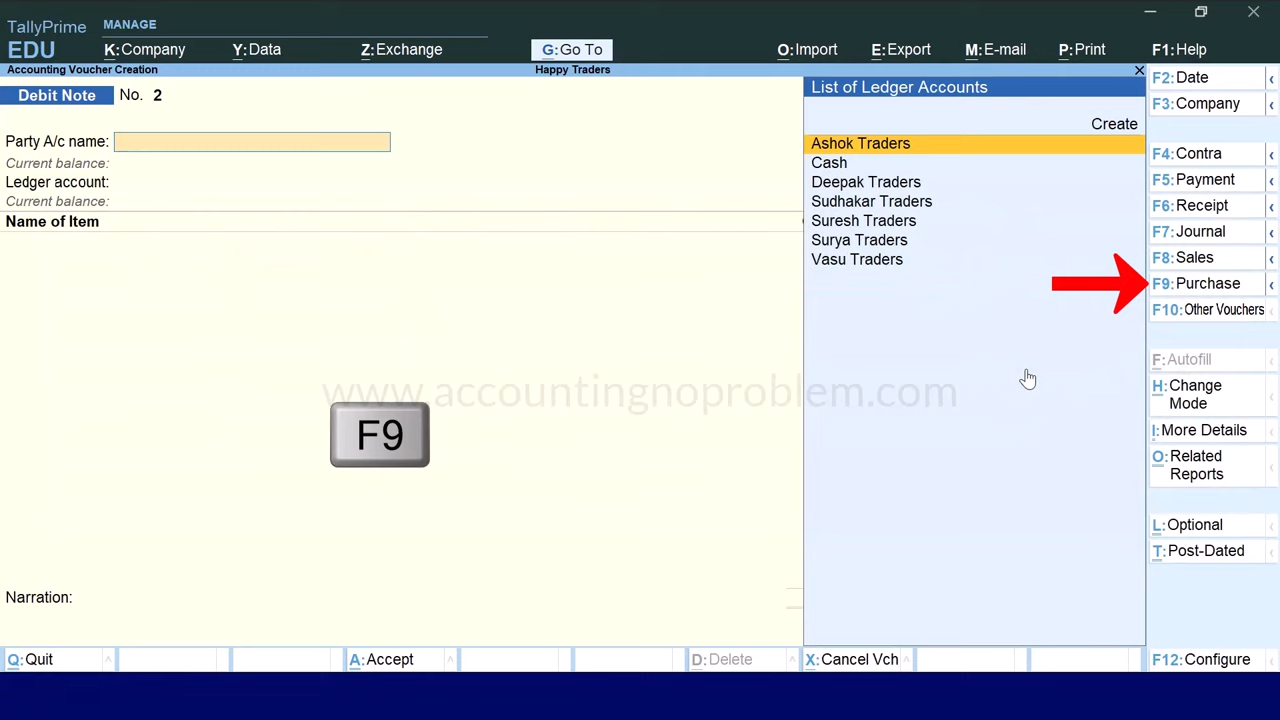 TallyPrime
EDU
MANAGE
K:Company
Y:Data
Z:Exchange
G:Go To
O:Import
E:Export
M:E-mail
P:Print
F1:Help
Accounting Voucher Creation
Happy Traders
Debit Note No. 2
Party A/c name:
Current balance:
Ledger account:
Current balance:
Name of Item
List of Ledger Accounts
Create
Ashok Traders
Cash
Deepak Traders
Sudhakar Traders
Suresh Traders
Surya Traders
Vasu Traders
F2:Date
F3:Company
F4:Contra
F5:Payment
F6:Receipt
F7:Journal
F8:Sales
F9:Purchase
F10:Other Vouchers
F:Autofill
H:Change
Mode
I:More Details
O:Related
Reports
L:Optional
T:Post-Dated
www.accountingnoproblem.com
F9
Narration:
Q:Quit
A:Accept
D:Delete
X:Cancel Vch
F12:Configure